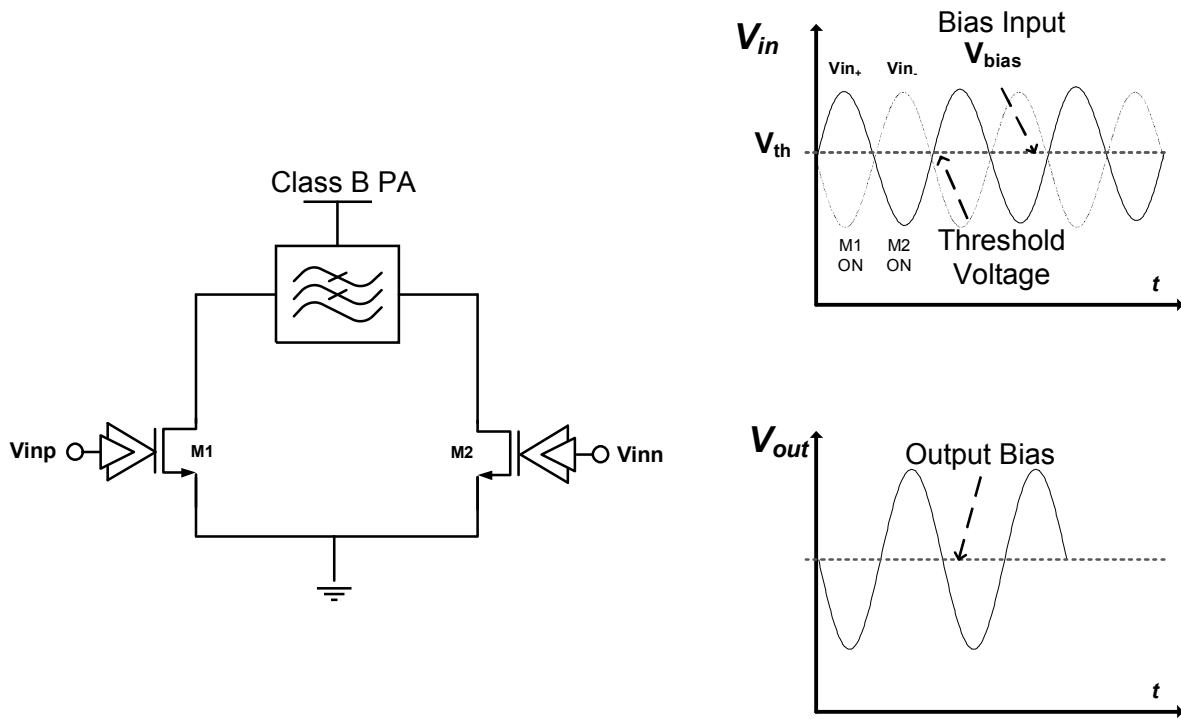 Class B PA
Vinp
M1
M2
Vinn
Vin
Bias Input
Vbias
Vin+
Vin-
Vth
M1
ON
M2
ON
Threshold
Voltage
t
Vout
Output Bias
t